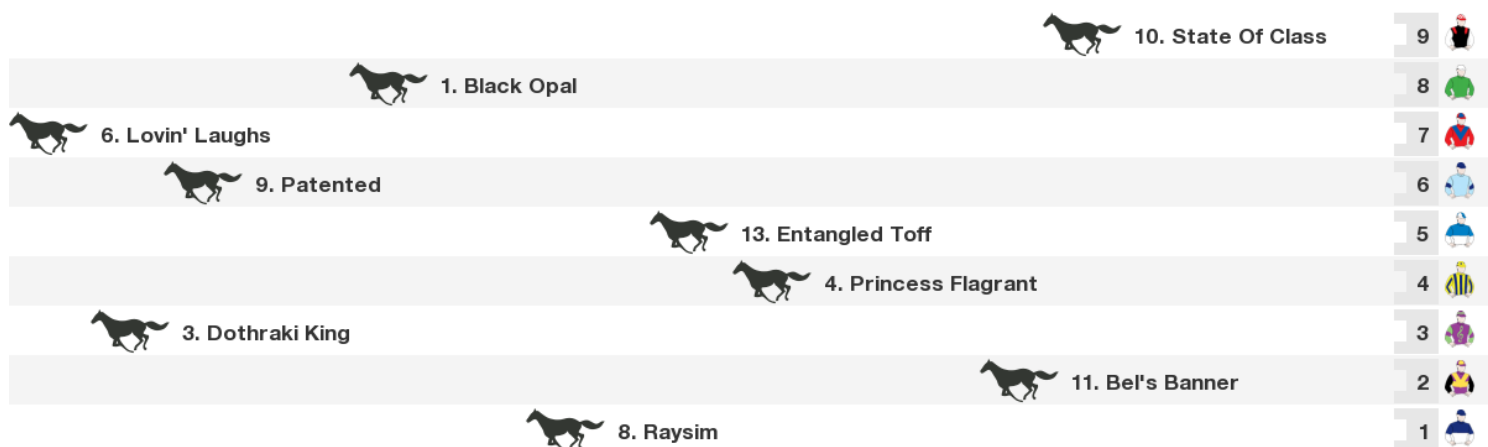 10. State Of Class 9
1. Black Opal 8
6. Lovin' Laughs 7
9. Patented 6
13. Entangled Toff 5
4. Princess Flagrant 4
3. Dothraki King 3
11. Bel's Banner 2
8. Raysim 1